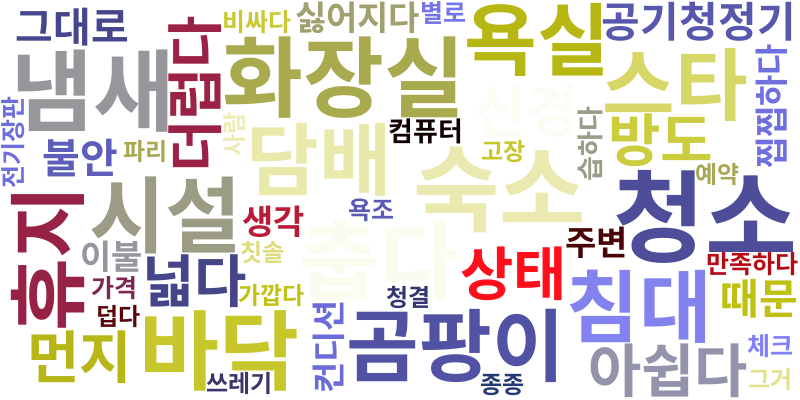 그대로
비싸다
싫어지다
별로
욕실
공기청정기
냄새
더럽다
화장실
스타
전기장판
불안
파리
사람
담배
컴퓨터
신경
고장
습하다
방도
찝찝하다
예약
휴지
시설
이불
생각
칫솔
욕조
숙소
춥다
청소
주변
만족하다
가격
덥다
넓다
가깝다
청결
상태
침대
때문
먼지
바닥
쓰레기
컨디션
곰팡이
종종
아쉽다
체크
그거